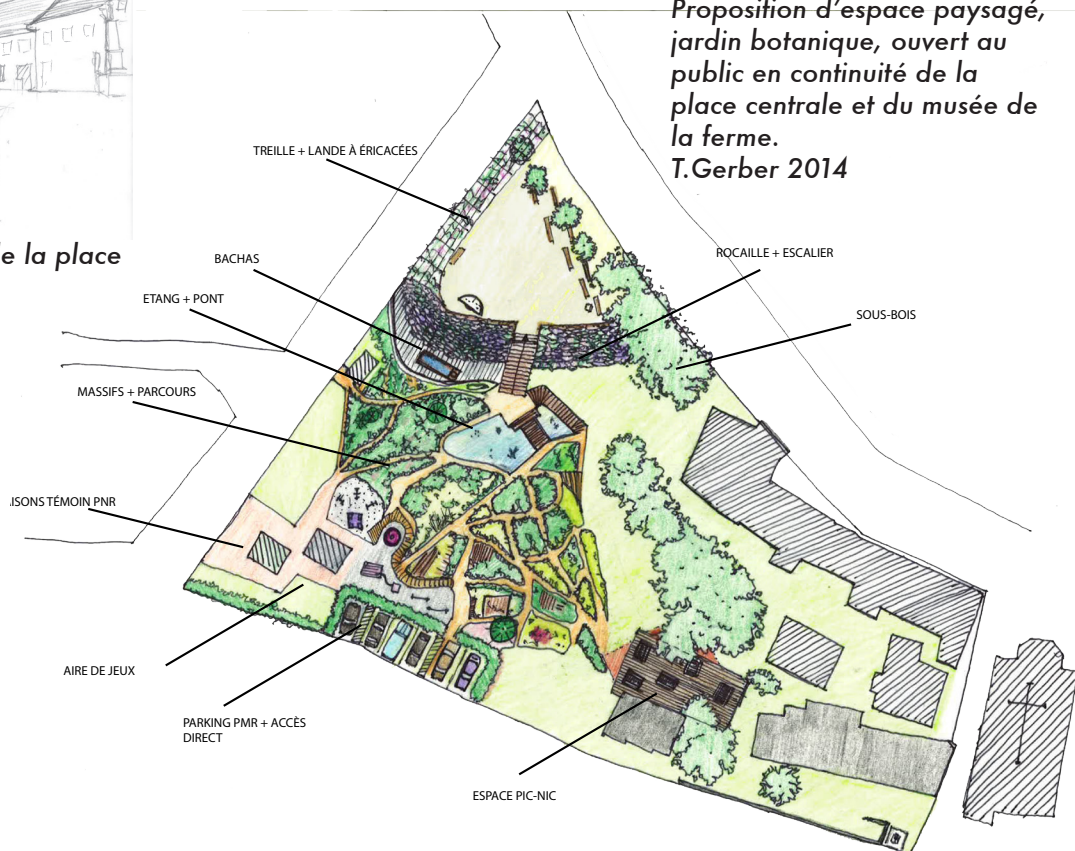 Proposition d'espace paysagé,
jardin botanique, ouvert au
public en continuité de la
place centrale et du musée de
la ferme.
T.Gerber 2014
TREILLE + LANDE À ÉRICACÉES
la place
BACHAS
ROCAILLE + ESCALIER
ETANG + PONT
SOUS-BOIS
MASSIFS + PARCOURS
TÉMOIN PNR
AIRE DE JEUX
PARKING PMR + ACCÈS
DIRECT
ESPACE PIC-NIC